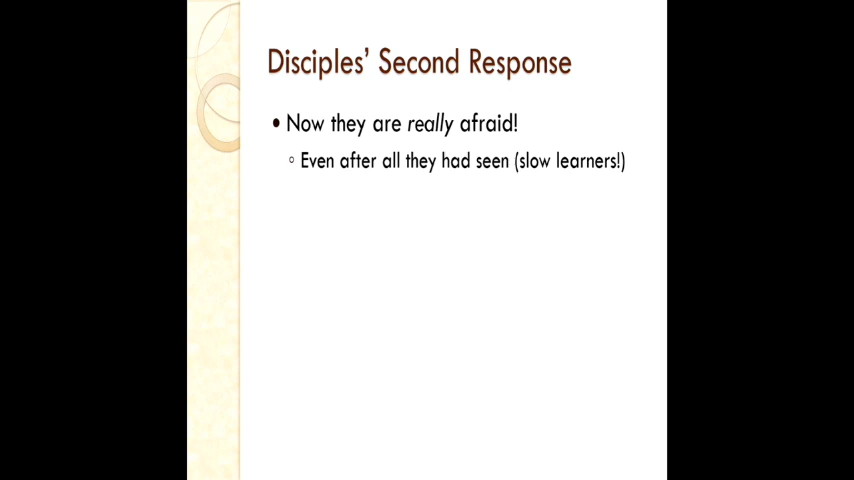 Disciples’ Second Response
• Now they are really afraid!
◦ Even after all they had seen (slow learners!)